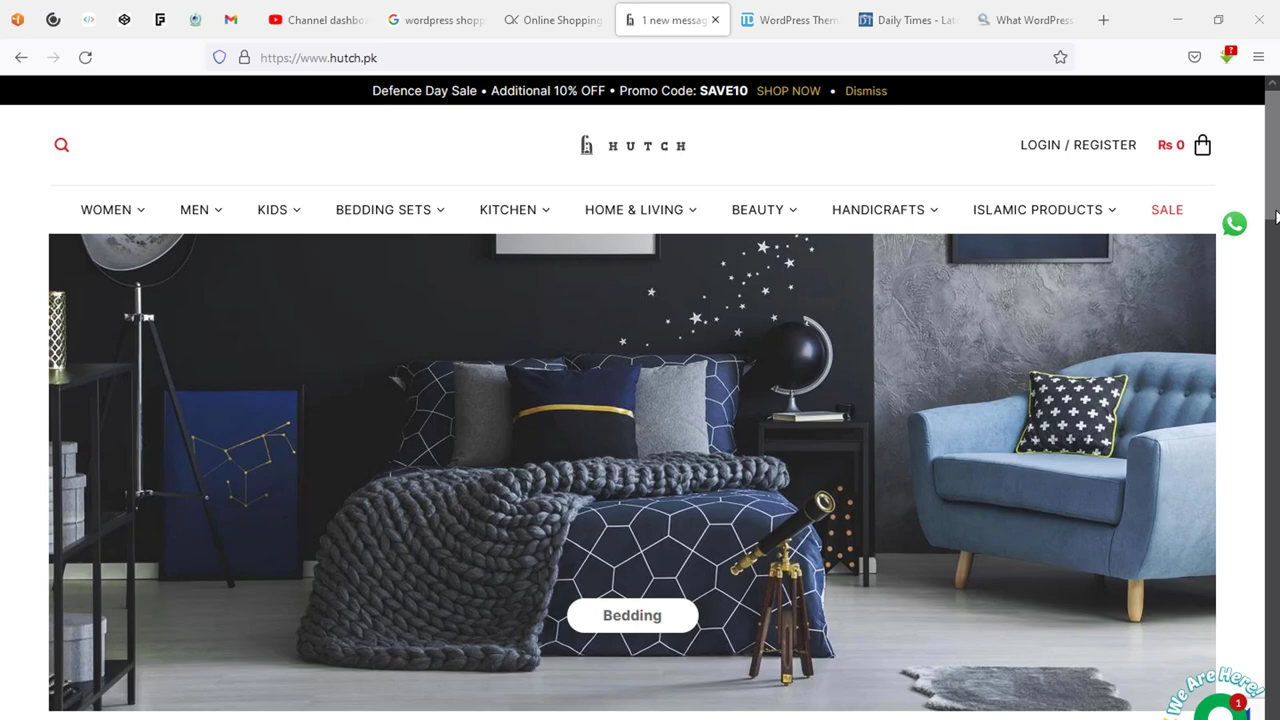 Channel dashbo
wordpress shopp
Online Shopping
1 new messag
WordPress Them
Daily Times - Lat
What WordPress
https://www.hutch.pk
Defence Day Sale • Additional 10% OFF • Promo Code: SAVE10 SHOP NOW • Dismiss
HUTCH
LOGIN / REGISTER ₨ 0
WOMEN MEN KIDS BEDDING SETS KITCHEN HOME & LIVING BEAUTY HANDICRAFTS ISLAMIC PRODUCTS SALE
Bedding
We Are Here!
1